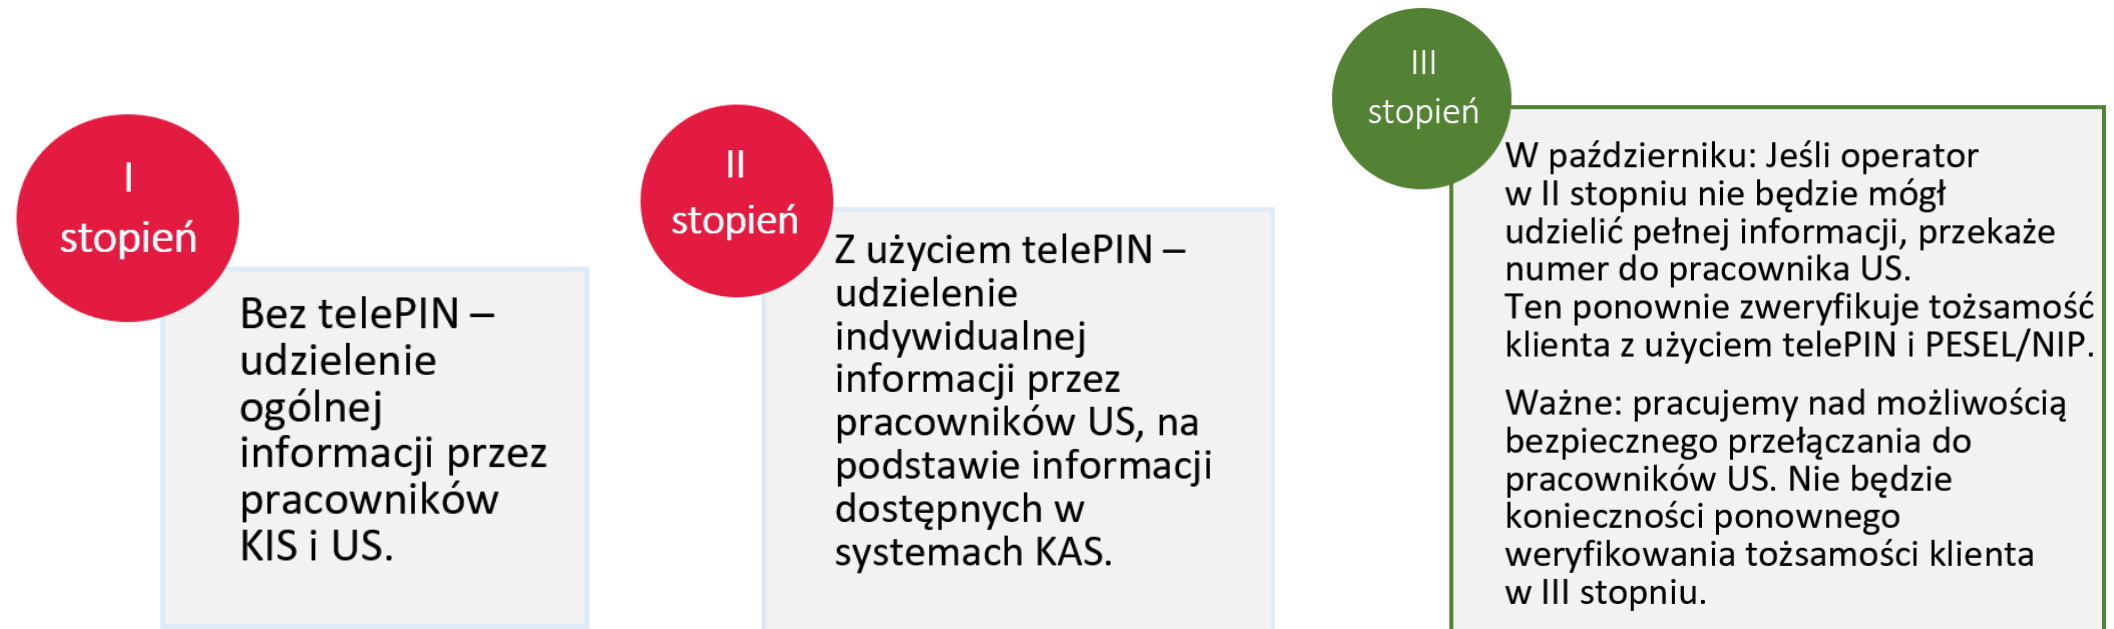 I
stopień
Bez telePIN –
udzielenie
ogólnej
informacji przez
pracowników
KIS i US.
II
stopień
Z użyciem telePIN –
udzielenie
indywidualnej
informacji przez
pracowników US, na
podstawie informacji
dostępnych w
systemach KAS.
III
stopień
W październiku: Jeśli operator
w II stopniu nie będzie mógł
udzielić pełnej informacji, przekaże
numer do pracownika US.
Ten ponownie zweryfikuje tożsamość
klienta z użyciem telePIN i PESEL/NIP.
Ważne: pracujemy nad możliwością
bezpiecznego przełączania do
pracowników US. Nie będzie
konieczności ponownego
weryfikowania tożsamości klienta
w III stopniu.